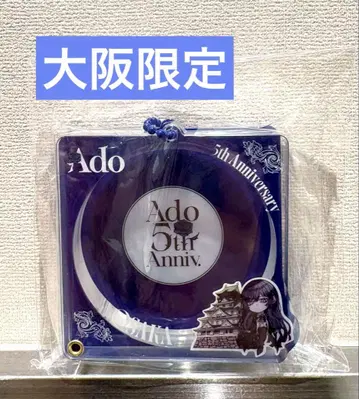 大阪限定
Ado
5th Anniversary
Ado
5th
Anniv.
OSAKA